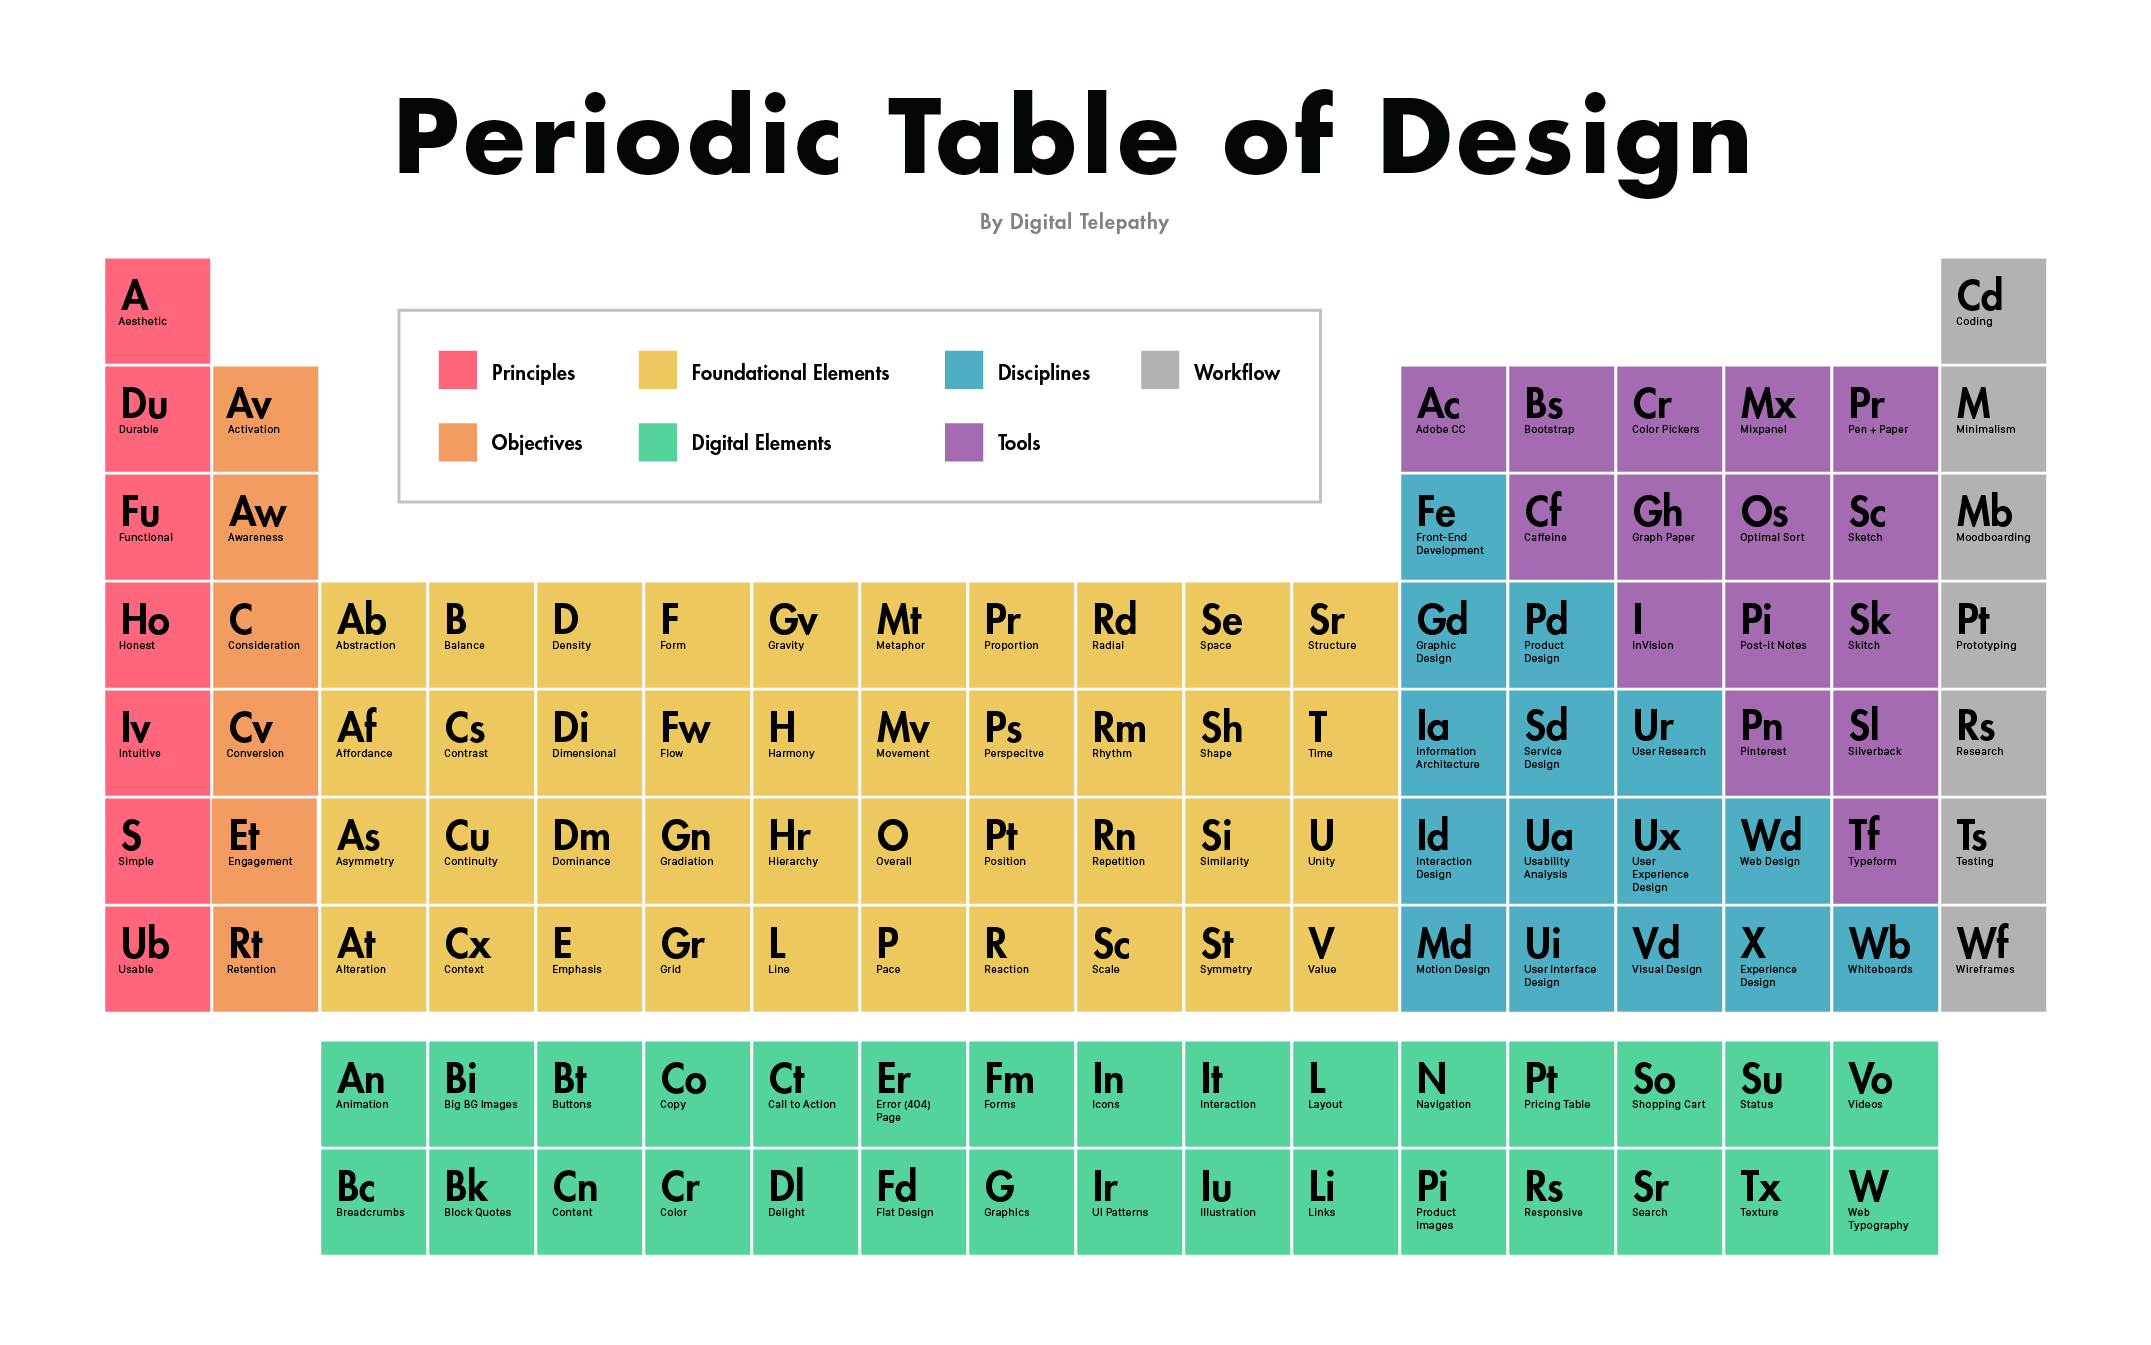 Periodic Table of Design
By Digital Telepathy
A
Aesthetic
Cd
Coding
Principles
Foundational Elements
Disciplines
Workflow
Objectives
Digital Elements
Tools
Du
Durable
Av
Activation
Ac
Adobe CC
Bs
Bootstrap
Cr
Color Pickers
Mx
Mixpanel
Pr
Pen + Paper
M
Minimalism
Fu
Functional
Aw
Awareness
Fe
Front-End
Development
Cf
Caffeine
Gh
Graph Paper
Os
Optimal Sort
Sc
Sketch
Mb
Moodboarding
Ho
Honest
C
Consideration
Ab
Abstraction
B
Balance
D
Density
F
Form
Gv
Gravity
Mt
Metaphor
Pr
Proportion
Rd
Radial
Se
Space
Sr
Structure
Gd
Graphic
Design
Pd
Product
Design
I
InVision
Pi
Post-it Notes
Sk
Skitch
Pt
Prototyping
Iv
Intuitive
Cv
Conversion
Af
Affordance
Cs
Contrast
Di
Dimensional
Fw
Flow
H
Harmony
Mv
Movement
Ps
Perspecitve
Rm
Rhythm
Sh
Shape
T
Time
Ia
Information
Architecture
Sd
Service
Design
Ur
User Research
Pn
Pinterest
Sl
Silverback
Rs
Research
S
Simple
Et
Engagement
As
Asymmetry
Cu
Continuity
Dm
Dominance
Gn
Gradiation
Hr
Hierarchy
O
Overall
Pt
Position
Rn
Repetition
Si
Similarity
U
Unity
Id
Interaction
Design
Ua
Usability
Analysis
Ux
User
Experience
Design
Wd
Web Design
Tf
Typeform
Ts
Testing
Ub
Usable
Rt
Retention
At
Alteration
Cx
Context
E
Emphasis
Gr
Grid
L
Line
P
Pace
R
Reaction
Sc
Scale
St
Symmetry
V
Value
Md
Motion Design
Ui
User Interface
Design
Vd
Visual Design
X
Experience
Design
Wb
Whiteboards
Wf
Wireframes
An
Animation
Bi
Big BG Images
Bt
Buttons
Co
Copy
Ct
Call to Action
Er
Error (404)
Page
Fm
Forms
In
Icons
It
Interaction
L
Layout
N
Navigation
Pt
Pricing Table
So
Shopping Cart
Su
Status
Vo
Videos
Bc
Breadcrumbs
Bk
Block Quotes
Cn
Content
Cr
Color
Dl
Delight
Fd
Flat Design
G
Graphics
Ir
UI Patterns
Iu
Illustration
Li
Links
Pi
Product
Images
Rs
Responsive
Sr
Search
Tx
Texture
W
Web
Typography